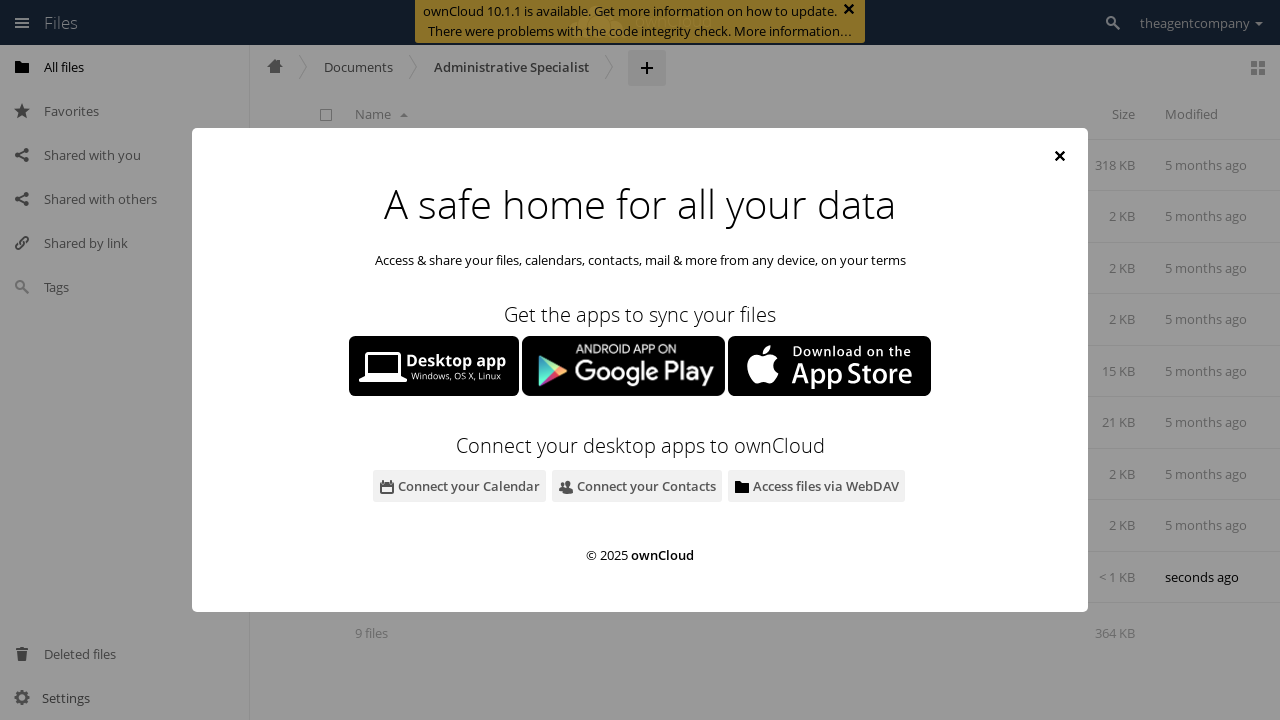 Files
ownCloud 10.1.1 is available. Get more information on how to update.
There were problems with the code integrity check. More information…
theagentcompany
All files
Favorites
Shared with you
Shared with others
Shared by link
Tags
Deleted files
Settings
Documents
Administrative Specialist
Name
Size
Modified
318 KB
5 months ago
2 KB
5 months ago
2 KB
5 months ago
2 KB
5 months ago
15 KB
5 months ago
21 KB
5 months ago
2 KB
5 months ago
2 KB
5 months ago
< 1 KB
seconds ago
9 files
364 KB
A safe home for all your data
Access & share your files, calendars, contacts, mail & more from any device, on your terms
Get the apps to sync your files
Desktop app
Windows, OS X, Linux
ANDROID APP ON
Google Play
Download on the
App Store
Connect your desktop apps to ownCloud
Connect your Calendar
Connect your Contacts
Access files via WebDAV
© 2025 ownCloud